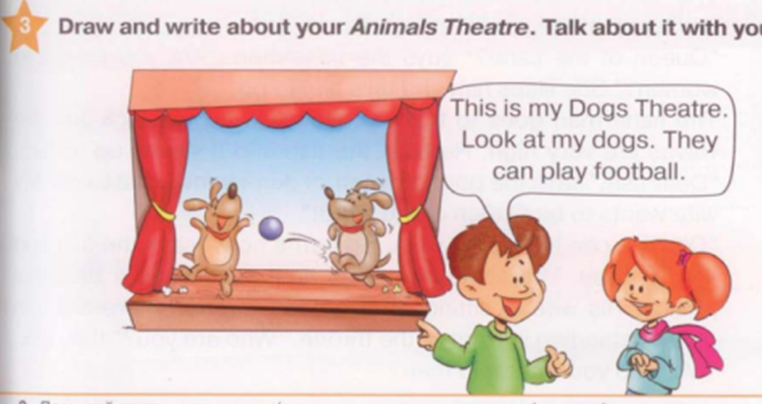 3 Draw and write about your Animals Theatre. Talk about it with
This is my Dogs Theatre.
Look at my dogs. They
can play football.